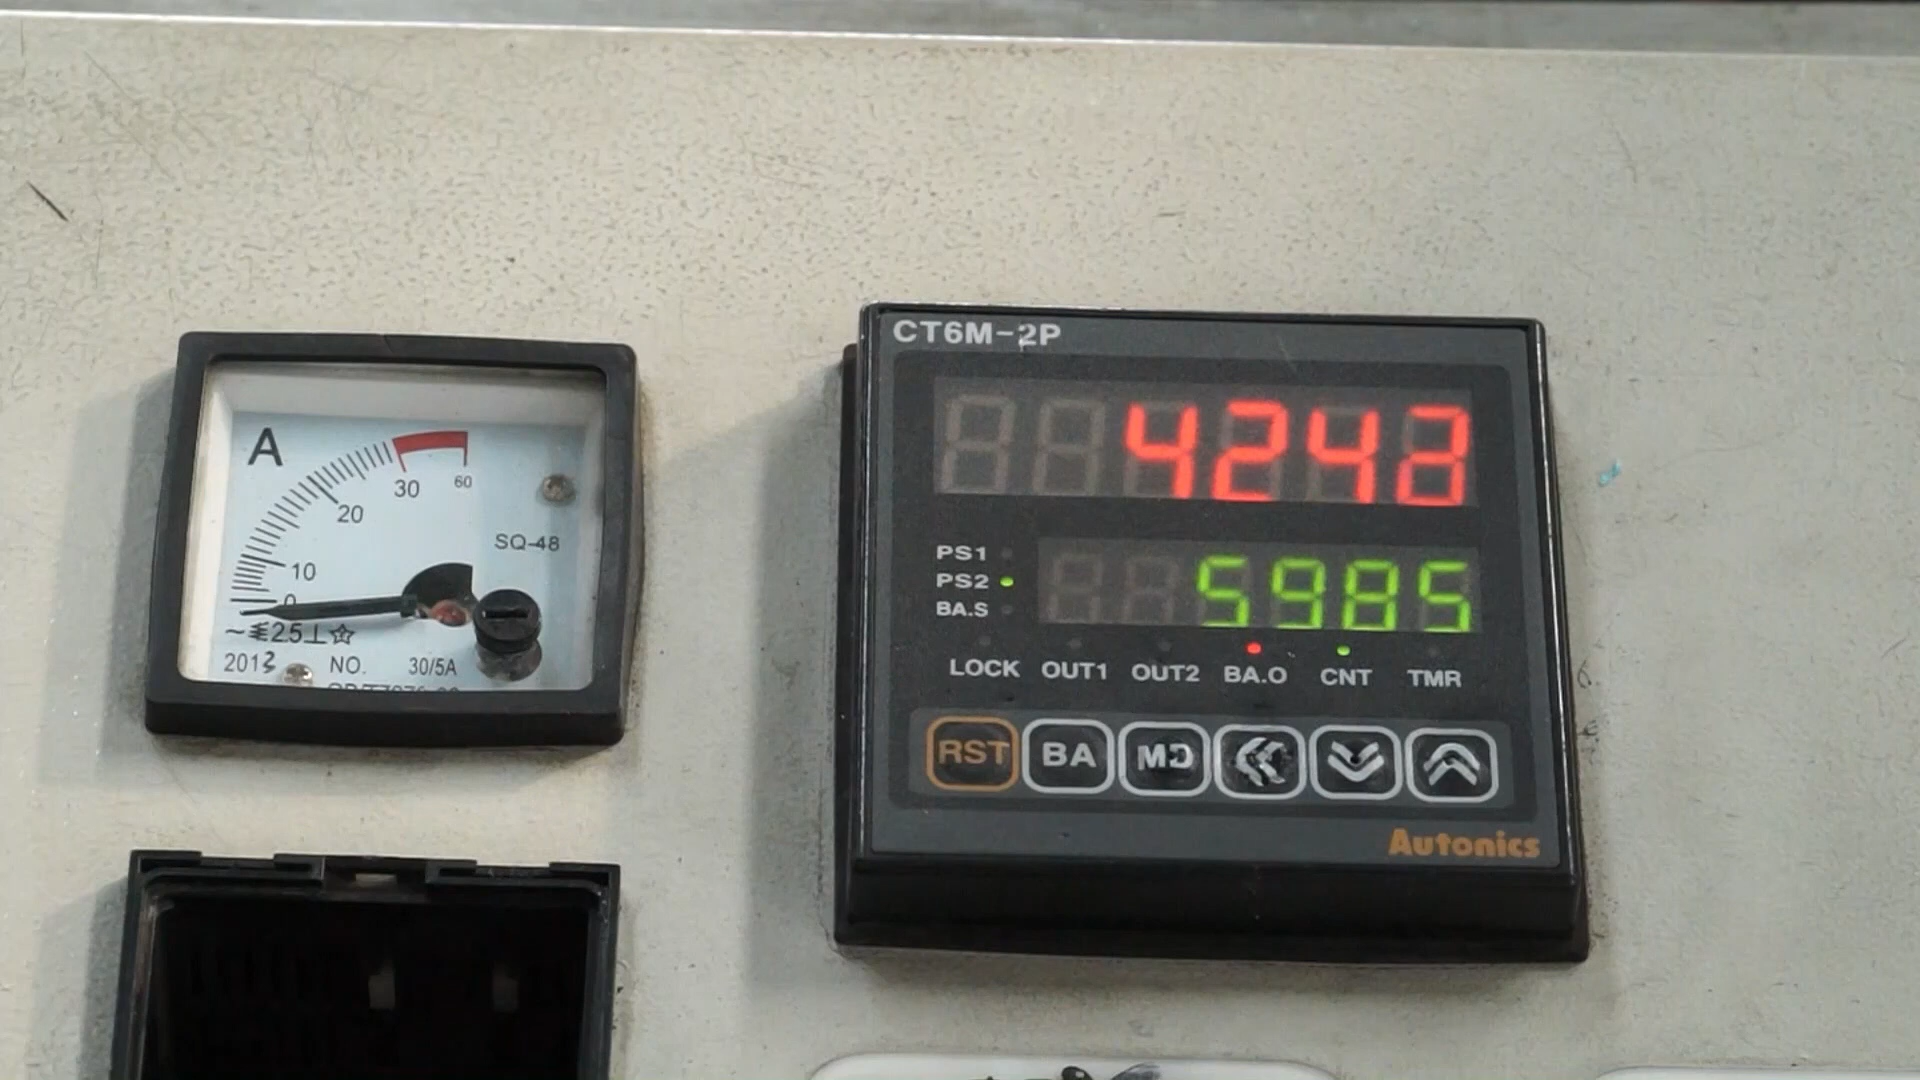 A
60
30
20
10
0
SQ-48
2.5
2013 NO. 30/5A
CT6M-2P
424
PS1
PS2
BA.S
5985
LOCK OUT1 OUT2 BA.O CNT TMR
RST BA MD
Autonics